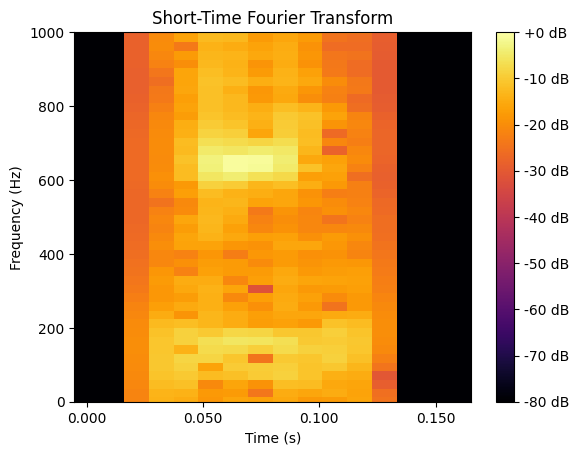 Short-Time Fourier Transform
Frequency (Hz)
1000
800
600
400
200
0
0.000
0.050
0.100
0.150
Time (s)
+0 dB
-10 dB
-20 dB
-30 dB
-40 dB
-50 dB
-60 dB
-70 dB
-80 dB